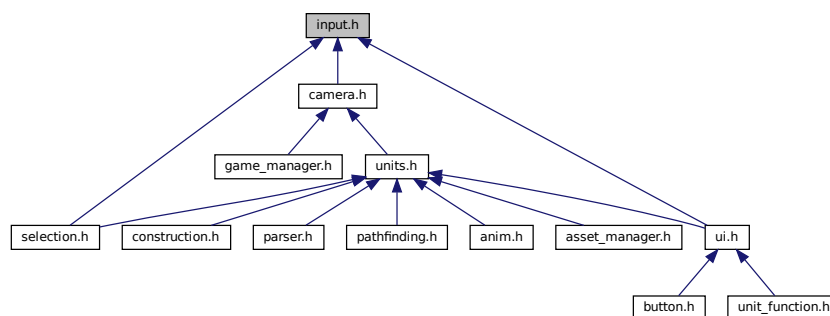 input.h
camera.h
game_manager.h
units.h
selection.h
construction.h
parser.h
pathfinding.h
anim.h
asset_manager.h
ui.h
button.h
unit_function.h